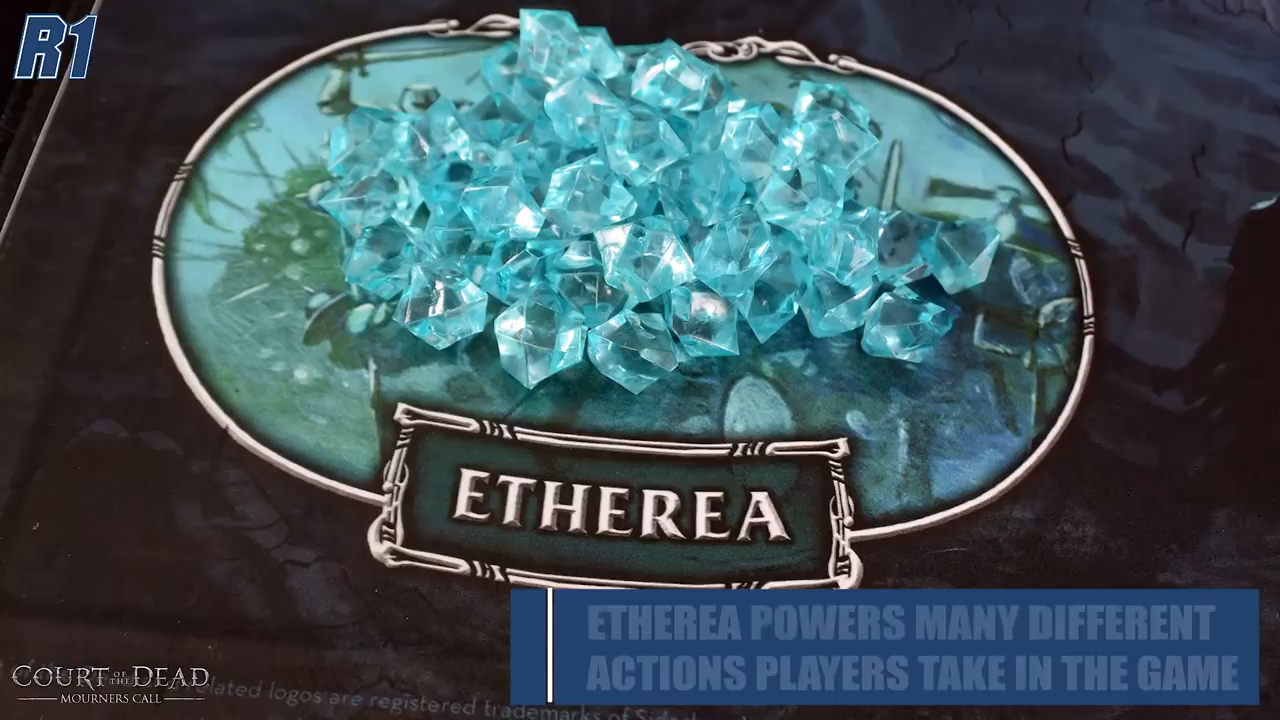 R1
ETHEREA
ETHEREA POWERS MANY DIFFERENT
ACTIONS PLAYERS TAKE IN THE GAME
COURT OF THE DEAD
MOURNERS CALL
related logos are registered trademarks of